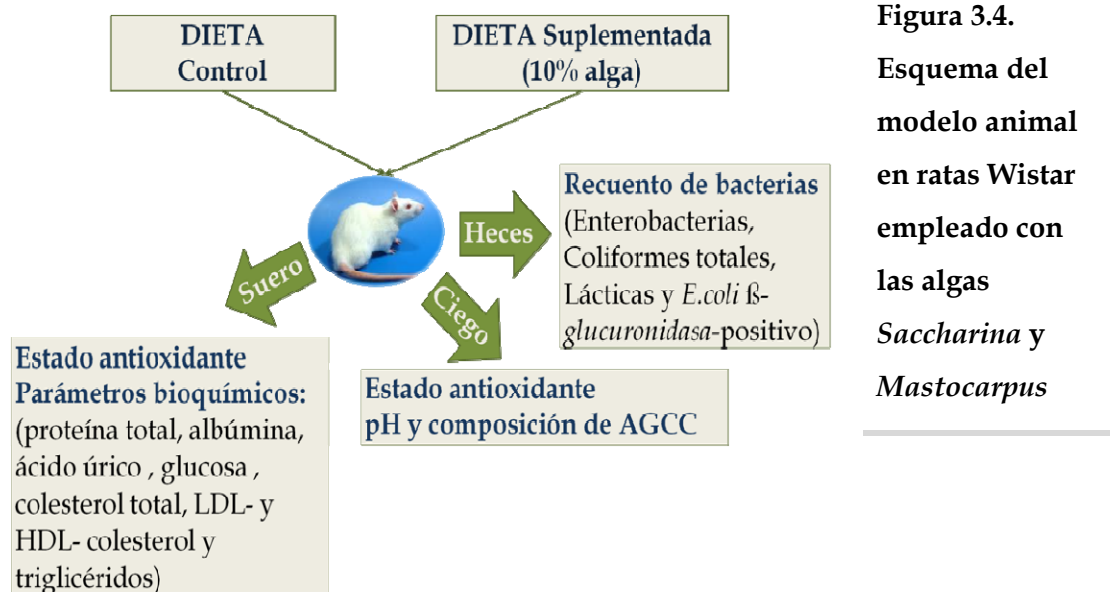 DIETA
Control
DIETA Suplementada
(10% alga)
Suero
Ciego
Heces
Recuento de bacterias
(Enterobacterias,
Coliformes totales,
Lácticas y E.coli ß-
glucuronidasa-positivo)
Estado antioxidante
Parámetros bioquímicos:
(proteína total, albúmina,
ácido úrico , glucosa ,
colesterol total, LDL- y
HDL- colesterol y
triglicéridos)
Estado antioxidante
pH y composición de AGCC
Figura 3.4.
Esquema del
modelo animal
en ratas Wistar
empleado con
las algas
Saccharina y
Mastocarpus